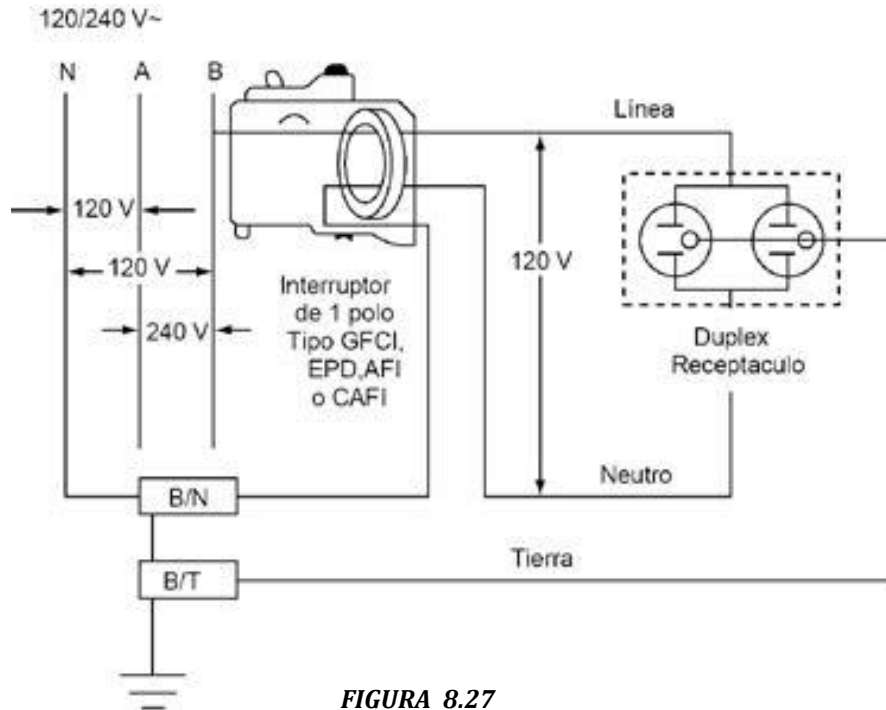 120/240 V~
N A B
Linea
120 V
120 V
240 V
120 V
Interruptor
de 1 polo
Tipo GFCI,
EPD,AFI
o CAFI
Duplex
Receptaculo
Neutro
B/N
Tierra
B/T
FIGURA 8.27